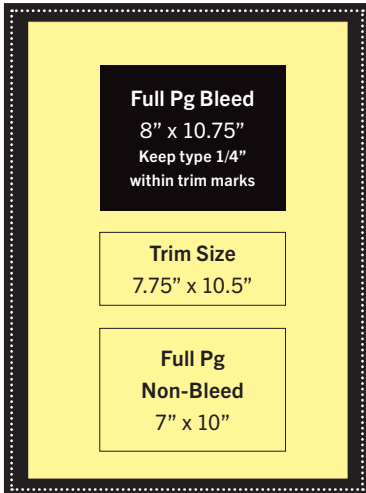 Full Pg Bleed
8” x 10.75”
Keep type 1/4”
within trim marks
Trim Size
7.75” x 10.5”
Full Pg
Non-Bleed
7” x 10”